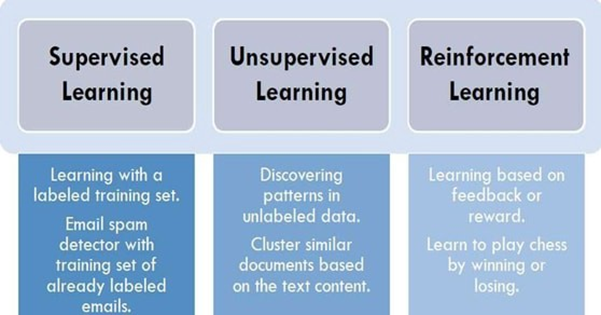 Supervised
Learning
Unsupervised
Learning
Reinforcement
Learning
Learning with a
labeled training set.
Email spam
detector with
training set of
already labeled
emails.
Discovering
patterns in
unlabeled data.
Cluster similar
documents based
on the text content.
Learning based on
feedback or
reward.
Learn to play chess
by winning or
losing.